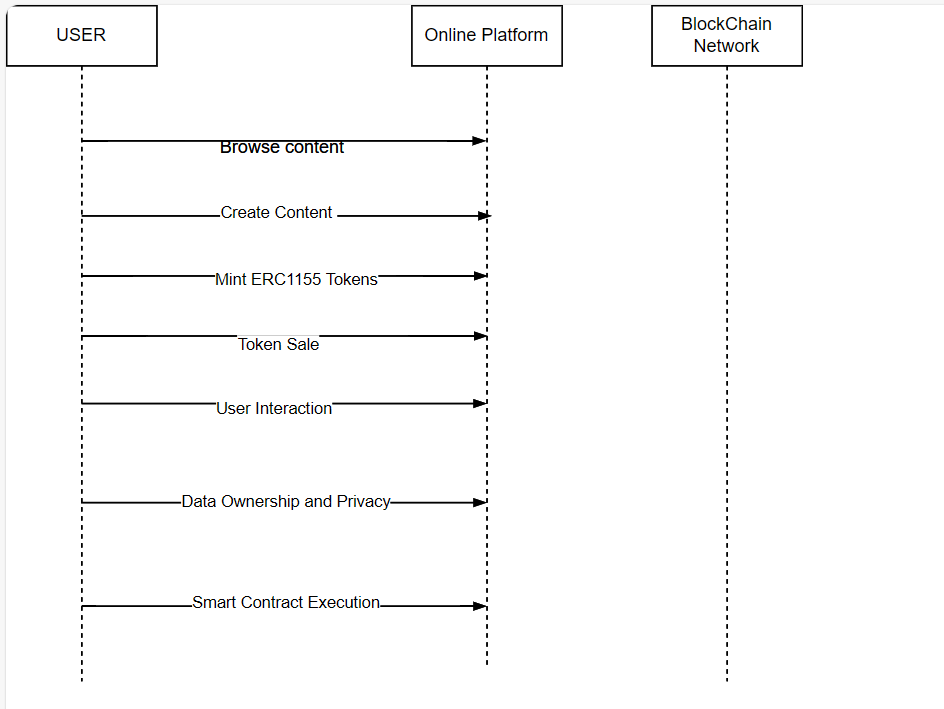 USER
Online Platform
BlockChain
Network
Browse content
Create Content
Mint ERC1155 Tokens
Token Sale
User Interaction
Data Ownership and Privacy
Smart Contract Execution